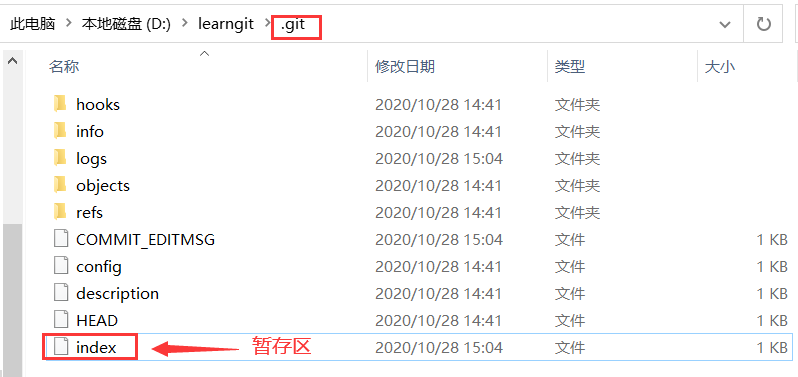 此电脑 > 本地磁盘 (D:) > learngit > .git
名称 修改日期 类型 大小
hooks 2020/10/28 14:41 文件夹
info 2020/10/28 14:41 文件夹
logs 2020/10/28 15:04 文件夹
objects 2020/10/28 14:41 文件夹
refs 2020/10/28 14:41 文件夹
COMMIT_EDITMSG 2020/10/28 15:04 文件 1 KB
config 2020/10/28 14:41 文件 1 KB
description 2020/10/28 14:41 文件 1 KB
HEAD 2020/10/28 14:41 文件 1 KB
index 暂存区 2020/10/28 15:04 文件 1 KB